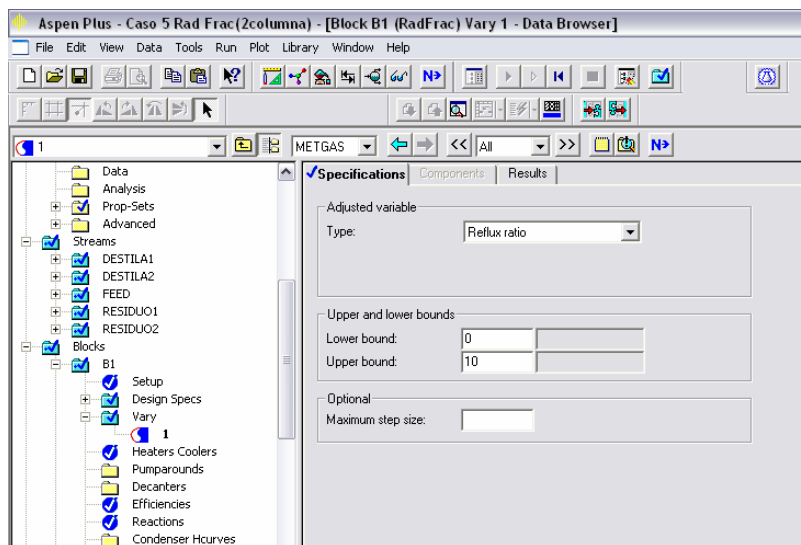 Aspen Plus - Caso 5 Rad Frac(2columna) - [Block B1 (RadFrac) Vary 1 - Data Browser]
File Edit View Data Tools Run Plot Library Window Help
N>
1 METGAS << All >> N>
Data
Analysis
Prop-Sets
Advanced
Streams
DESTILA1
DESTILA2
FEED
RESIDUO1
RESIDUO2
Blocks
B1
Setup
Design Specs
Vary
1
Heaters Coolers
Pumparounds
Decanters
Efficiencies
Reactions
Condenser Hcurves
Specifications Components Results
Adjusted variable
Type: Reflux ratio
Upper and lower bounds
Lower bound: 0
Upper bound: 10
Optional
Maximum step size: